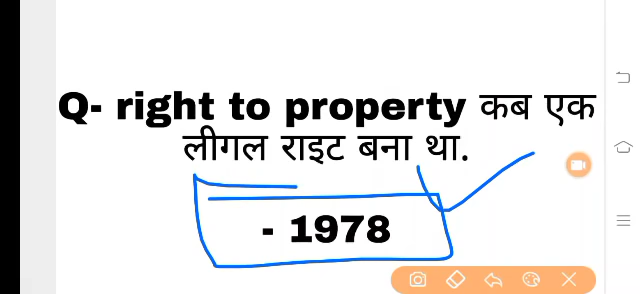 Q- right to property कब एक
लीगल राइट बना था.
- 1978